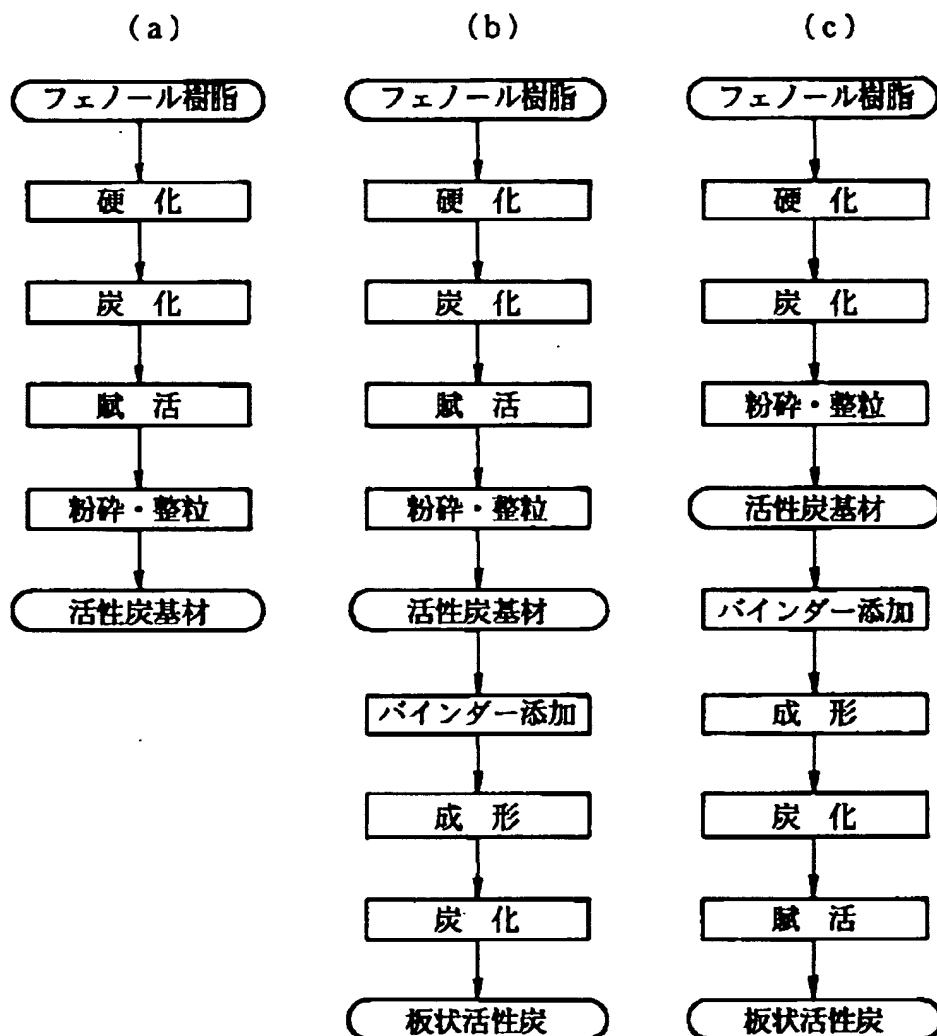 (a)
フェノール樹脂
硬 化
炭 化
賦 活
粉砕・整粒
活性炭基材
(b)
フェノール樹脂
硬 化
炭 化
賦 活
粉砕・整粒
活性炭基材
バインダー添加
成 形
炭 化
板状活性炭
(c)
フェノール樹脂
硬 化
炭 化
粉砕・整粒
活性炭基材
バインダー添加
成 形
炭 化
賦 活
板状活性炭